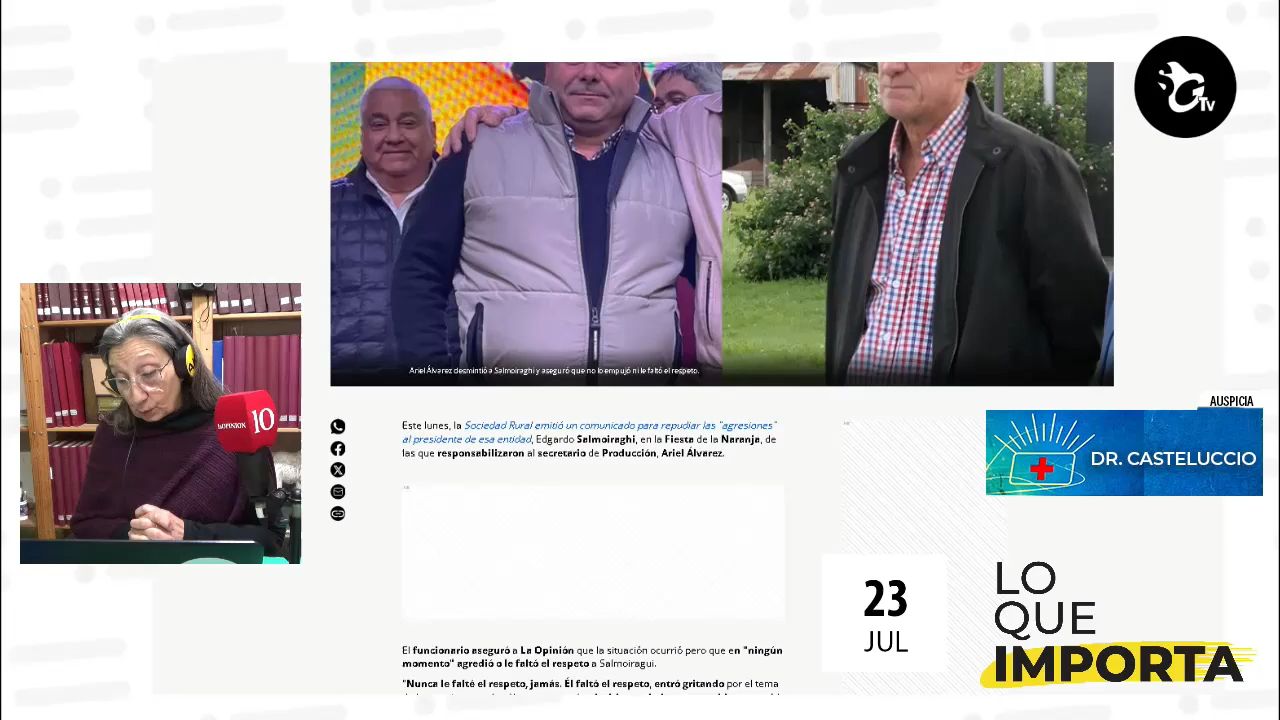 G TV
LA OPINION 10
Ariel Álvarez desmintió a Salmoiraghi y aseguró que no lo empujó ni le faltó el respeto.
Este lunes, la Sociedad Rural emitió un comunicado para repudiar las "agresiones"
al presidente de esa entidad, Edgardo Salmoiraghi, en la Fiesta de la Naranja, de
las que responsabilizaron al secretario de Producción, Ariel Álvarez.
AUSPICIA
DR. CASTELUCCIO
23
JUL
LO
QUE
IMPORTA
El funcionario aseguró a La Opinión que la situación ocurrió pero que en "ningún
momento" agredió o le faltó el respeto a Salmoiragui.
"Nunca le falté el respeto, jamás. Él faltó el respeto, entró gritando por el tema